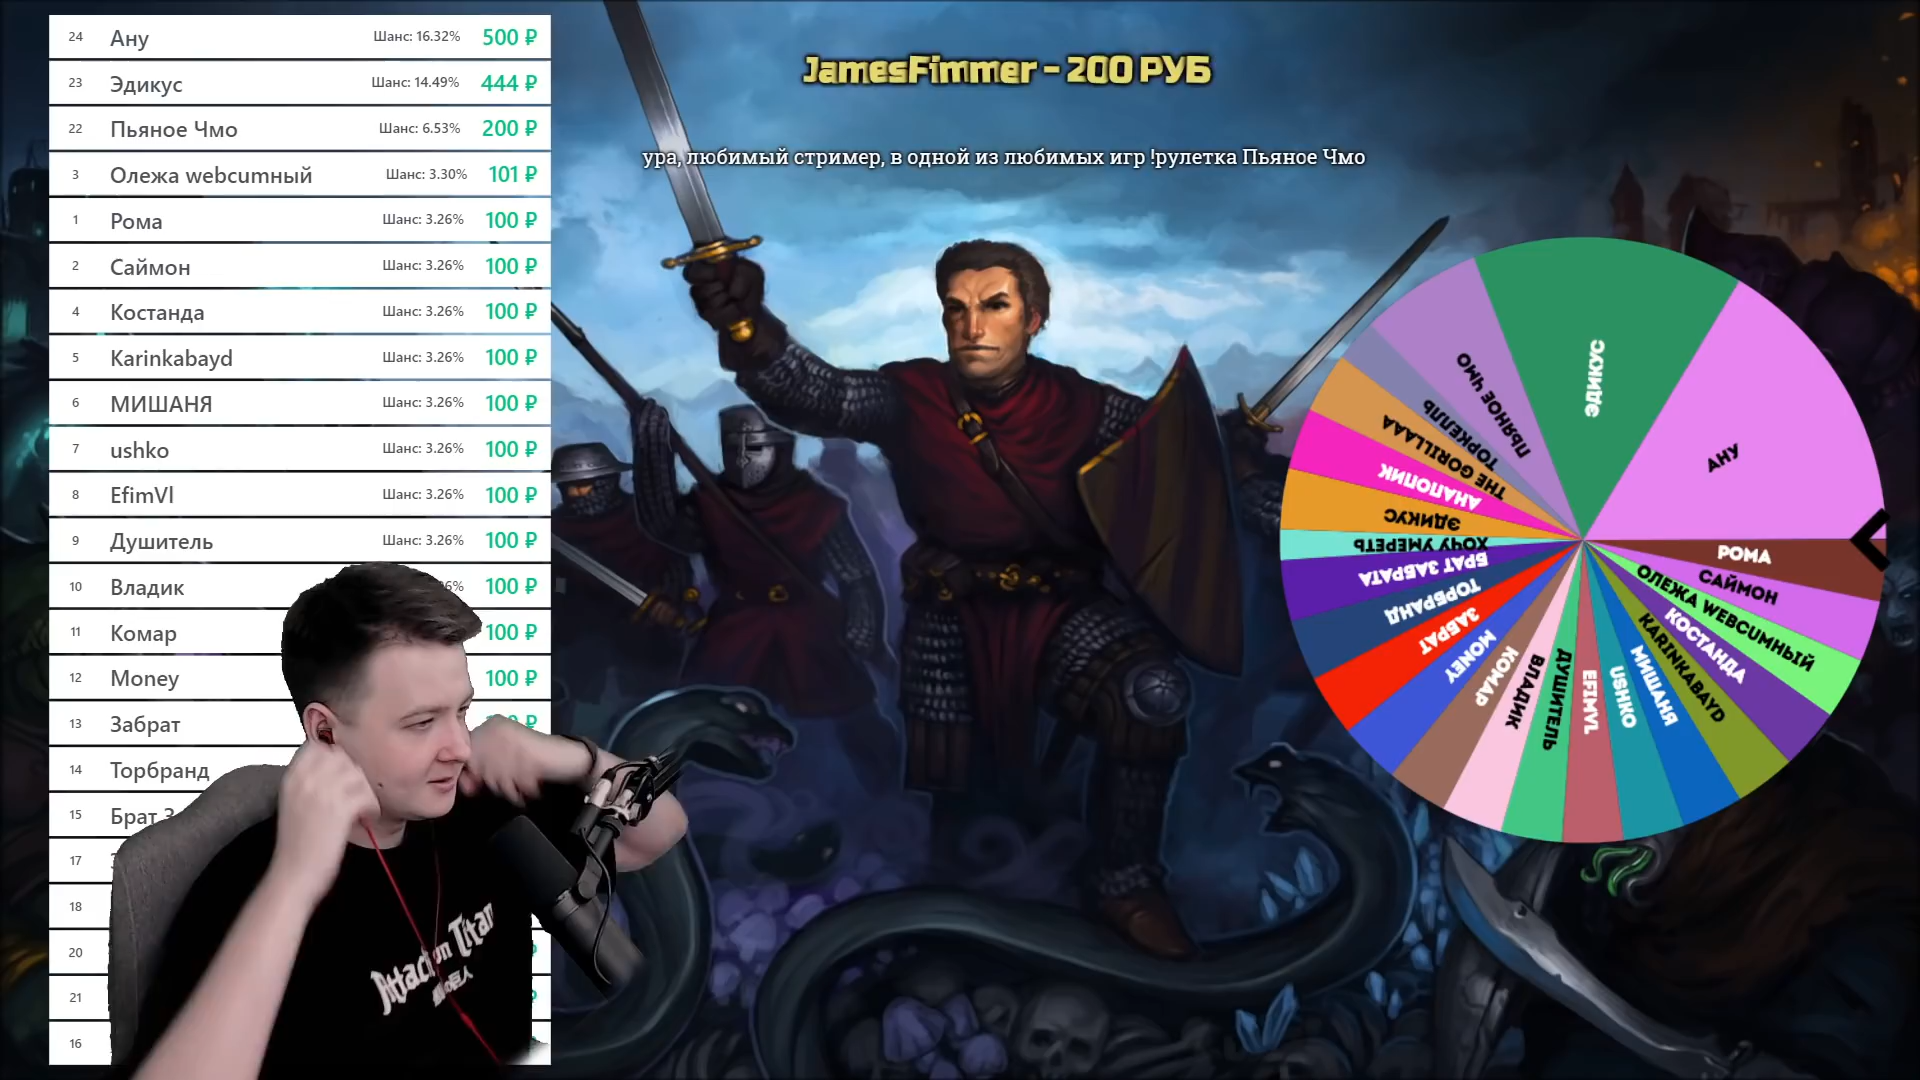 24 Ану Шанс: 16.32% 500 ₽
23 Эдикус Шанс: 14.49% 444 ₽
22 Пьяное Чмо Шанс: 6.53% 200 ₽
3 Олежа webcumный Шанс: 3.30% 101 ₽
1 Рома Шанс: 3.26% 100 ₽
2 Саймон Шанс: 3.26% 100 ₽
4 Костанда Шанс: 3.26% 100 ₽
5 Karinkabayd Шанс: 3.26% 100 ₽
6 МИШАНЯ Шанс: 3.26% 100 ₽
7 ushko Шанс: 3.26% 100 ₽
8 EfimVl Шанс: 3.26% 100 ₽
9 Душитель Шанс: 3.26% 100 ₽
10 Владик 100 ₽
11 Комар 100 ₽
12 Money 100 ₽
13 Забрат ₽
14 Торбранд
15 Брат
17
18
20
21
16
JamesFimmer - 200 РУБ
ура, любимый стример, в одной из любимых игр !рулетка Пьяное Чмо
АНУ
ЭДИКУС
ПЬЯНОЕ ЧМО
ТОРКЕЛЛЬ
THE GORILLAAA
АНАПОПИК
ЭДИКУС
ХОЧУ УМЕРЕТЬ
БРАТ ЗАБРАТА
ТОРБРАНД
ЗАБРАТ
MONEY
КОМАР
ВЛАДИК
ДУШИТЕЛЬ
EFIMVL
USHKO
МИШАНЯ
KARINKABAYD
КОСТАНДА
ОЛЕЖА WEBCUMНЫЙ
САЙМОН
РОМА
Attack on Titan